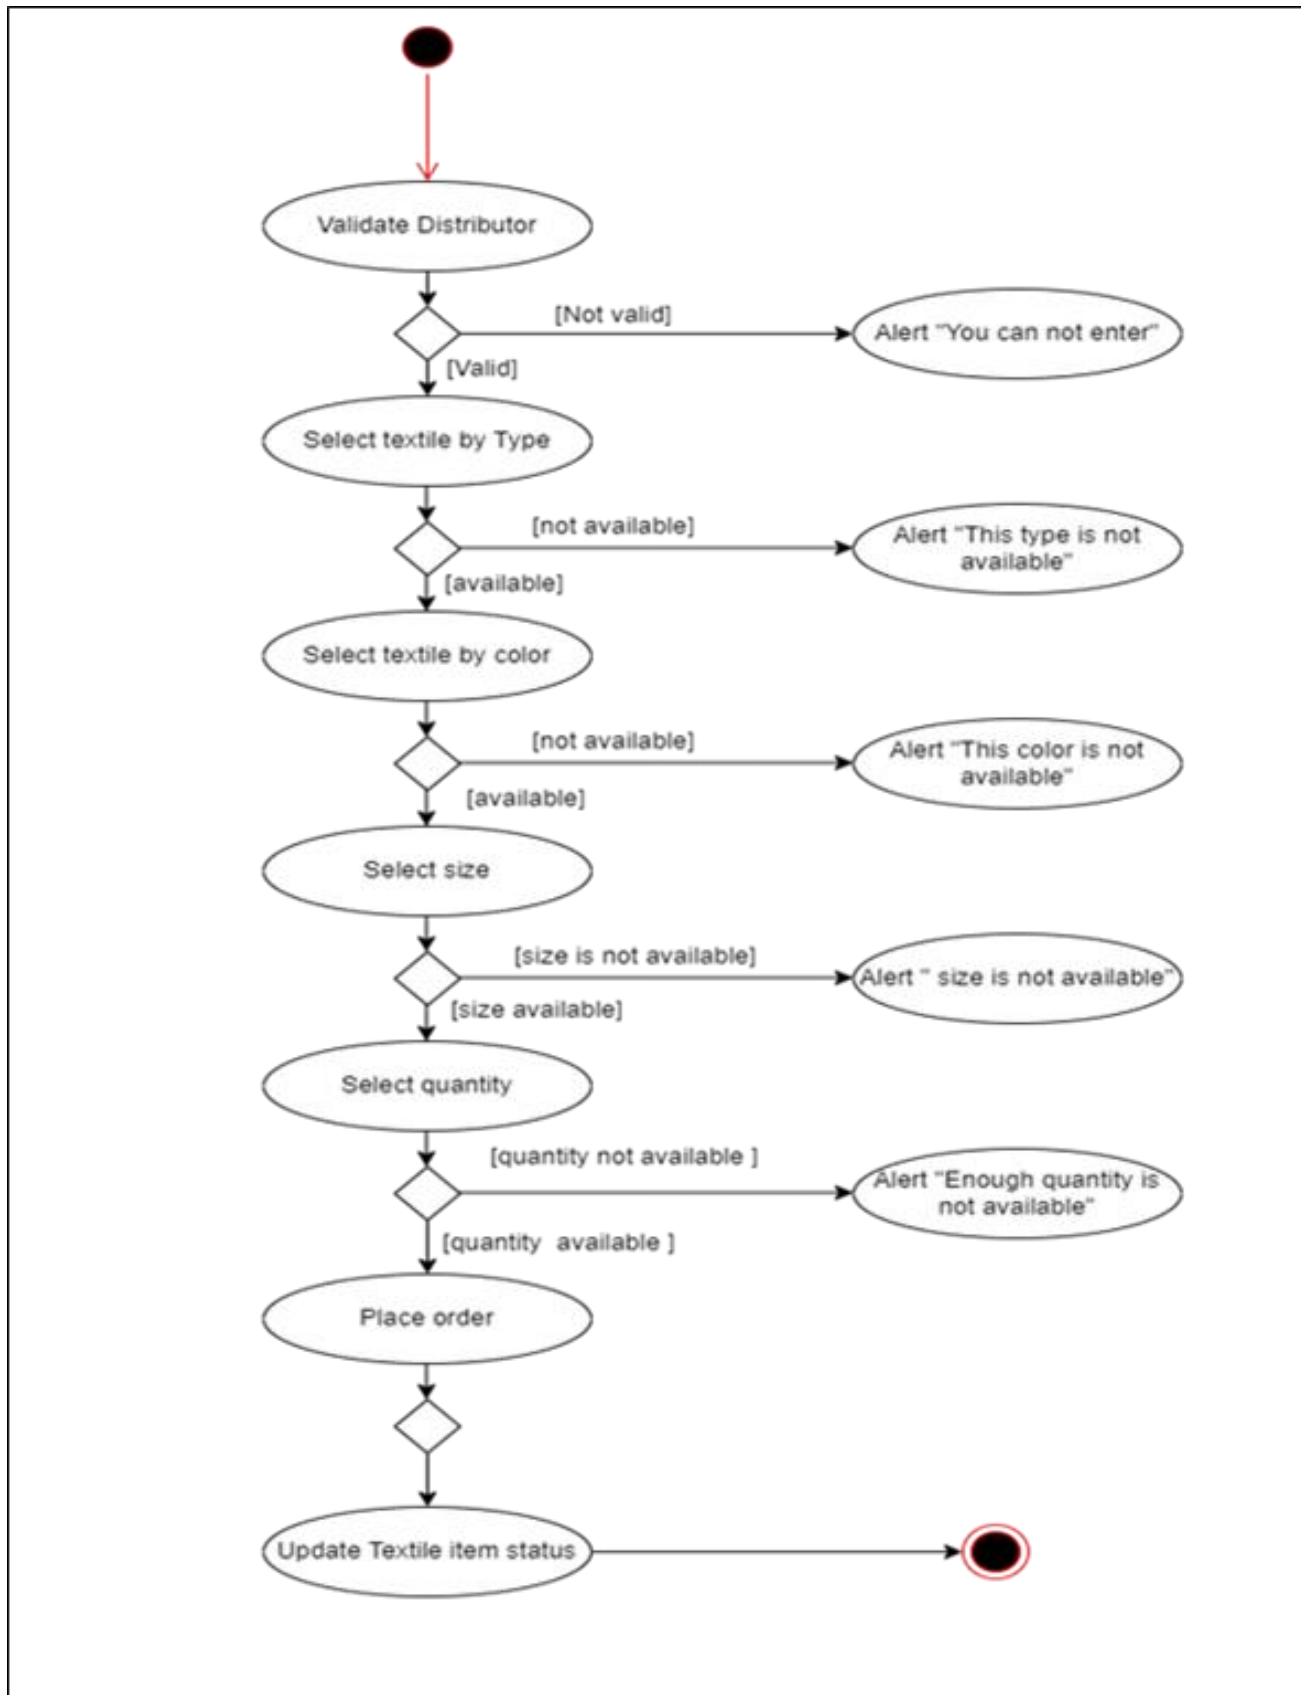 Validate Distributor
[Not valid]
Alert "You can not enter"
[Valid]
Select textile by Type
[not available]
Alert "This type is not
available"
[available]
Select textile by color
[not available]
Alert "This color is not
available"
[available]
Select size
[size is not available]
Alert " size is not available"
[size available]
Select quantity
[quantity not available ]
Alert "Enough quantity is
not available"
[quantity  available ]
Place order
Update Textile item status